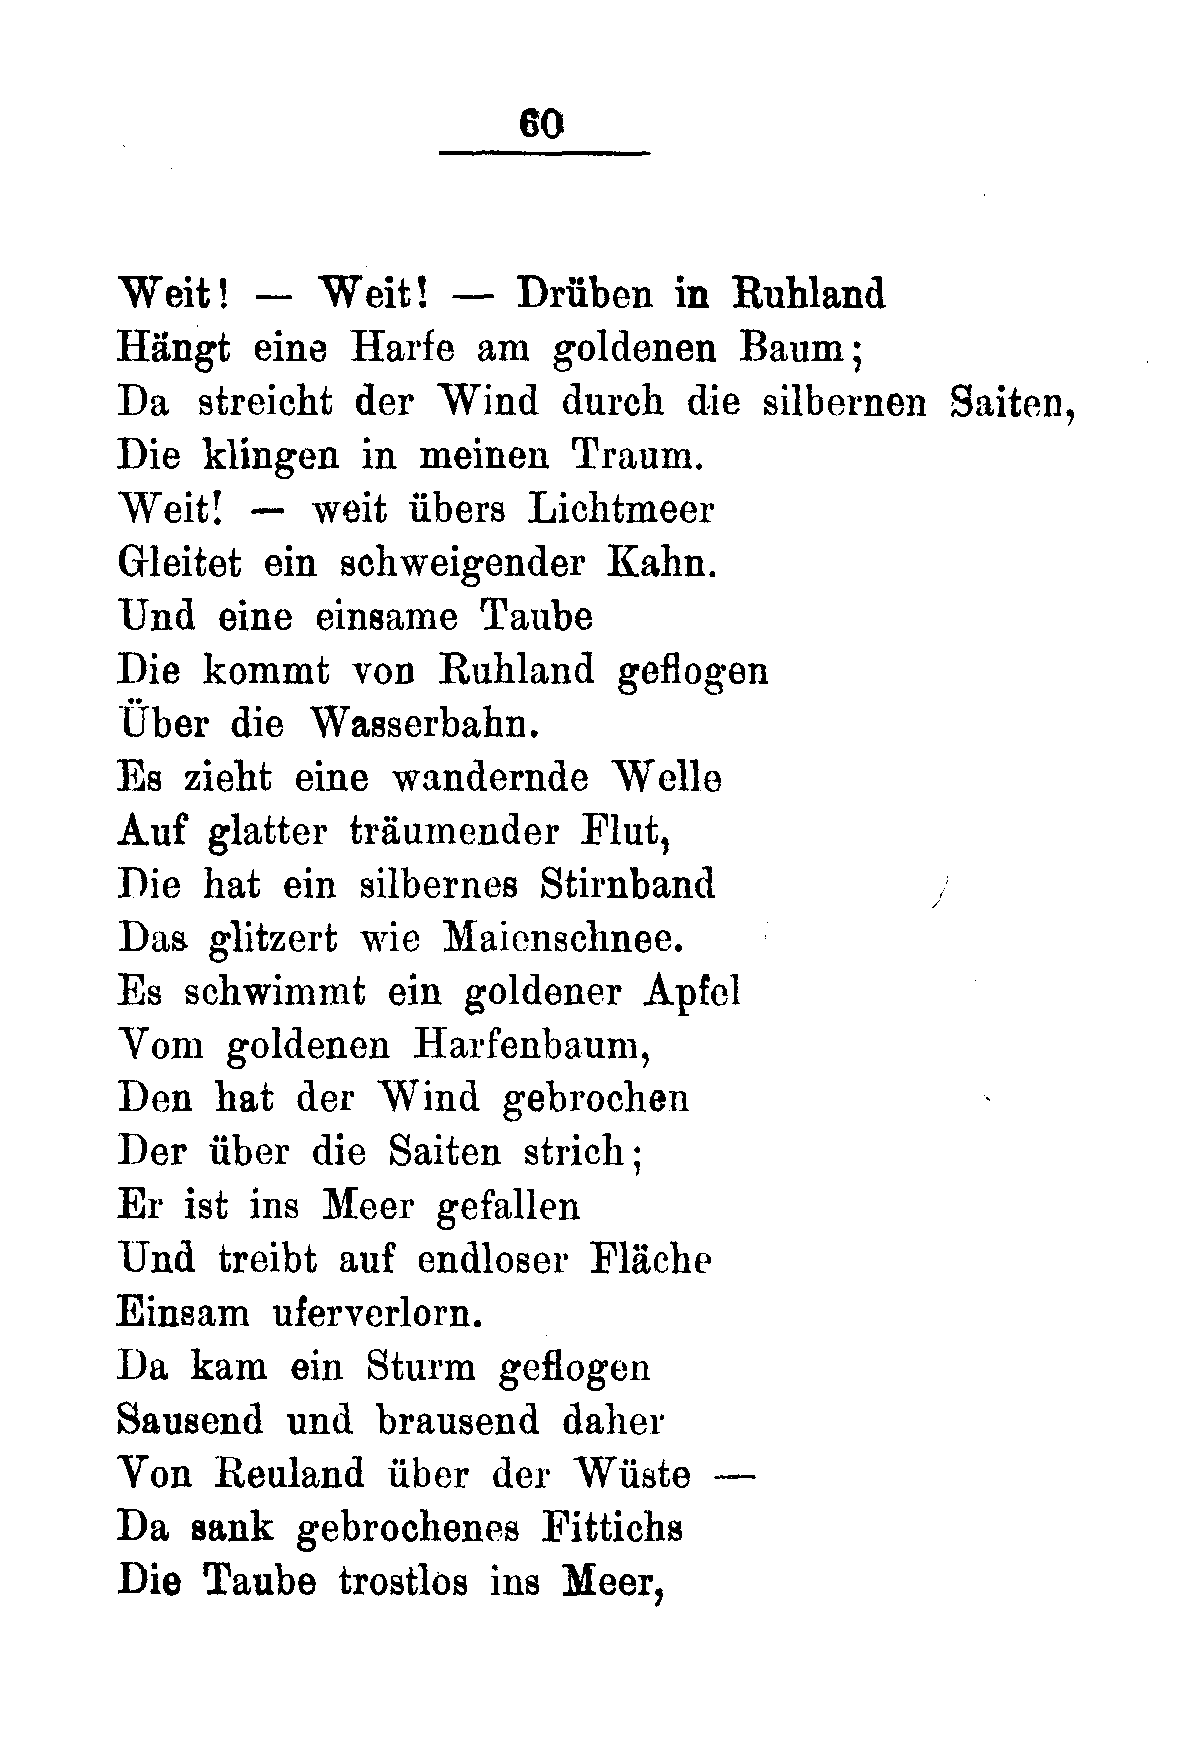 60
Weit! — Weit! — Drüben in Ruhland
Hängt eine Harfe am goldenen Baum;
Da streicht der Wind durch die silbernen Saiten,
Die klingen in meinen Traum.
Weit! — weit übers Lichtmeer
Gleitet ein schweigender Kahn.
Und eine einsame Taube
Die kommt von Ruhland geflogen
Über die Wasserbahn.
Es zieht eine wandernde Welle
Auf glatter träumender Flut,
Die hat ein silbernes Stirnband
Das glitzert wie Maienschnee.
Es schwimmt ein goldener Apfel
Vom goldenen Harfenbaum,
Den hat der Wind gebrochen
Der über die Saiten strich;
Er ist ins Meer gefallen
Und treibt auf endloser Fläche
Einsam uferverlorn.
Da kam ein Sturm geflogen
Sausend und brausend daher
Von Reuland über der Wüste —
Da sank gebrochenes Fittichs
Die Taube trostlos ins Meer,